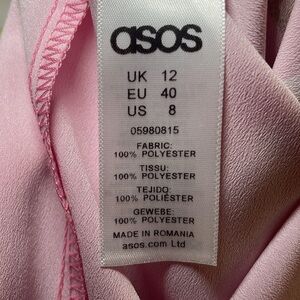 asos
UK 12
EU 40
US 8
05980815
FABRIC:
100% POLYESTER
TISSU:
100% POLYESTER
TEJIDO:
100% POLIÉSTER
GEWEBE:
100% POLYESTER
MADE IN ROMANIA
asos.com Ltd